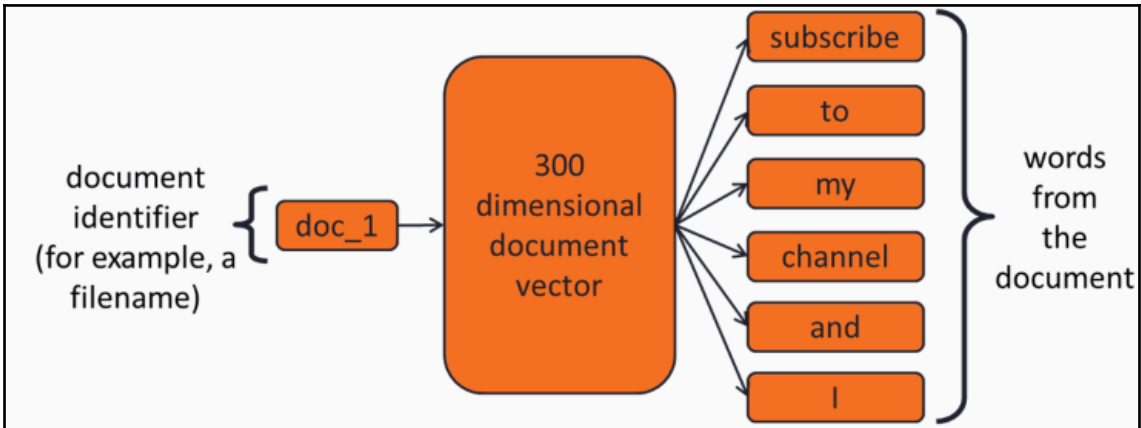 document
identifier
(for example, a
filename)
doc_1
300
dimensional
document
vector
subscribe
to
my
channel
and
I
words
from
the
document